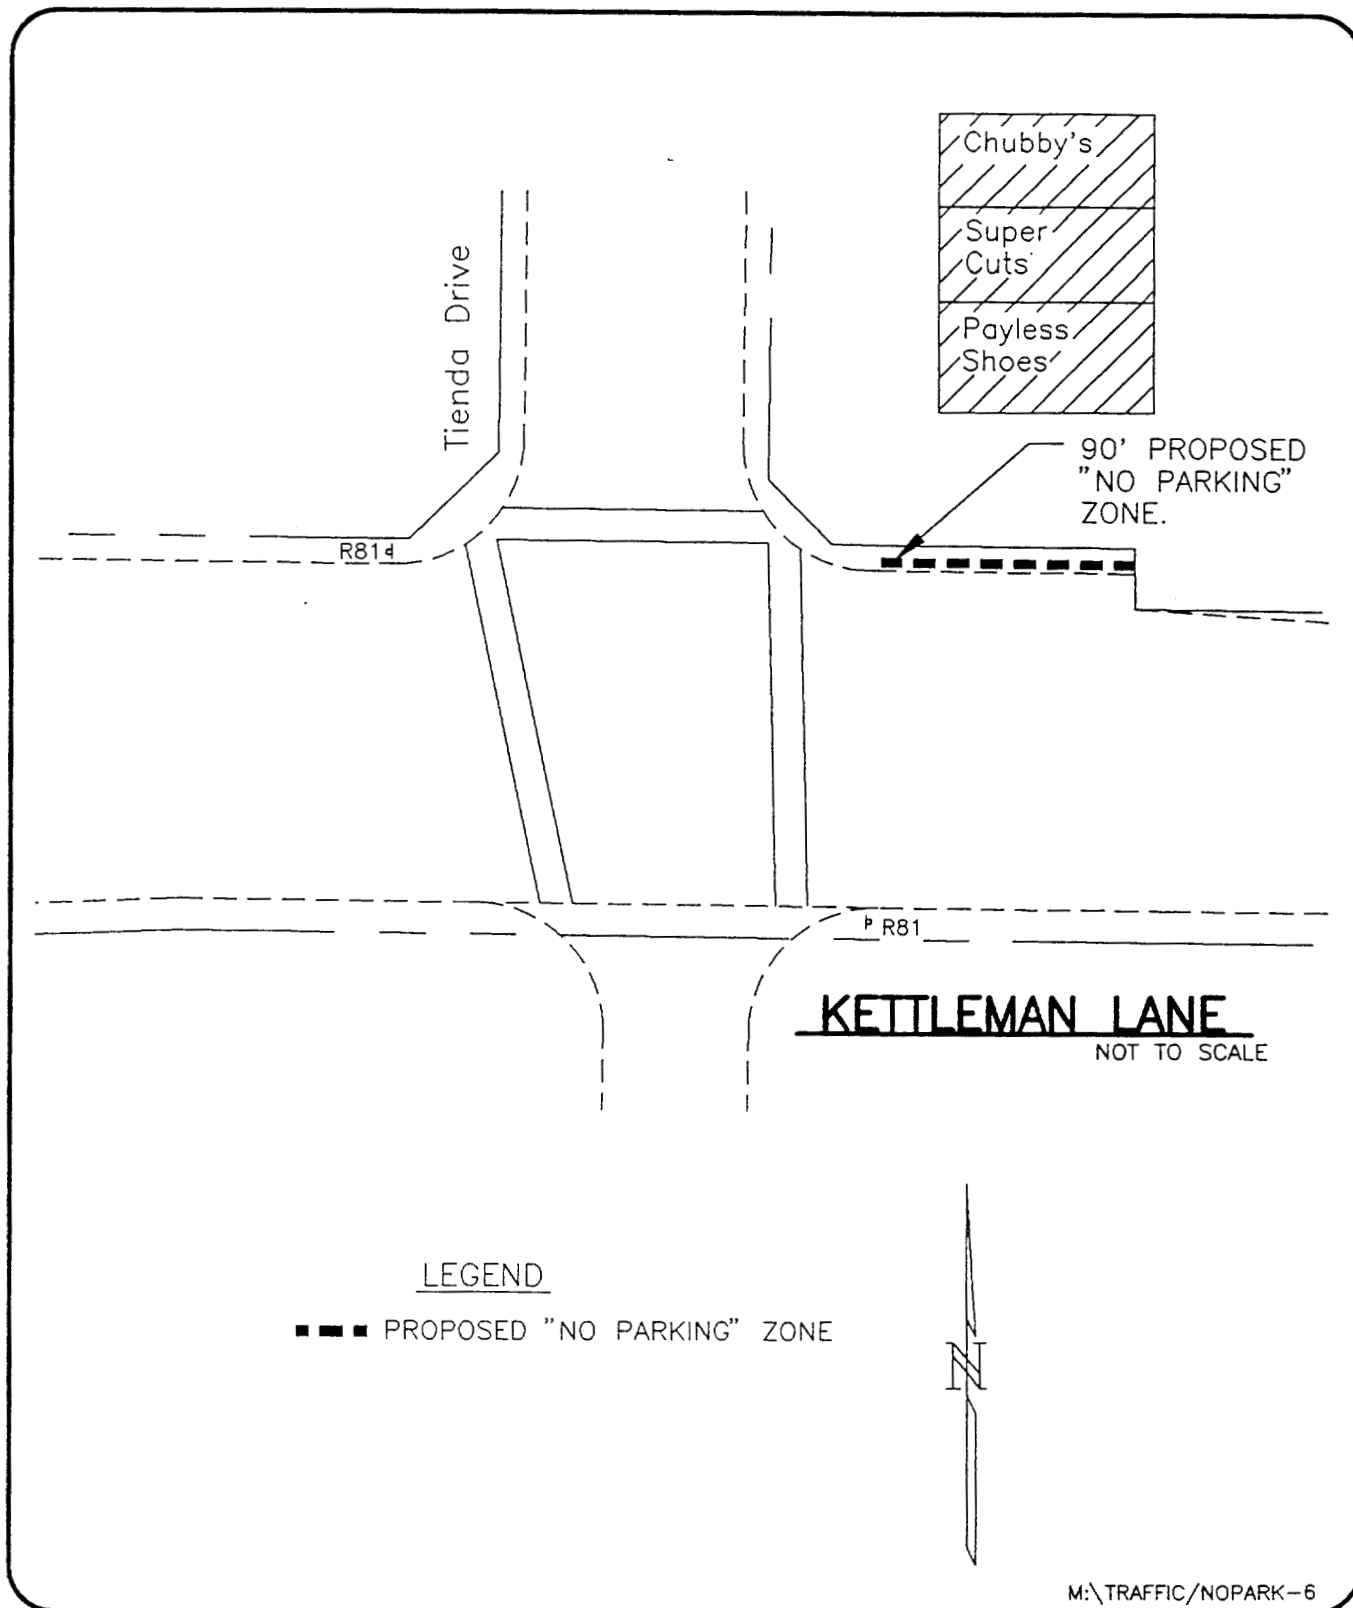 Chubby's
Super
Cuts
Payless
Shoes
Tienda Drive
90' PROPOSED
"NO PARKING"
ZONE.
R81
R81
KETTLEMAN LANE
NOT TO SCALE
LEGEND
PROPOSED "NO PARKING" ZONE
N
M:\TRAFFIC/NOPARK-6